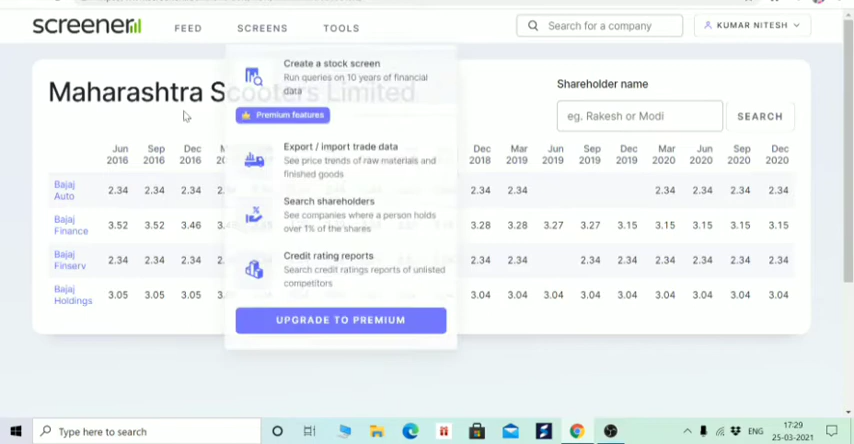 screener
FEED
SCREENS
TOOLS
Search for a company
KUMAR NITESH
Maharashtra Scooters Limited
Create a stock screen
Run queries on 10 years of financial
data
Premium features
Export / import trade data
See price trends of raw materials and
finished goods
Search shareholders
See companies where a person holds
over 1% of the shares
Credit rating reports
Search credit ratings reports of unlisted
competitors
UPGRADE TO PREMIUM
Shareholder name
eg. Rakesh or Modi
SEARCH
Jun Sep Dec Dec Mar Jun Sep Dec Mar Jun Sep Dec
2016 2016 2016 2018 2019 2019 2019 2019 2020 2020 2020 2020
Bajaj
Auto
2.34 2.34 2.34 2.34 2.34 2.34 2.34 2.34 2.34
Bajaj
Finance
3.52 3.52 3.46 3.28 3.28 3.27 3.27 3.15 3.15 3.15 3.15 3.15
Bajaj
Finserv
2.34 2.34 2.34 2.34 2.34 2.34 2.34 2.34 2.34 2.34 2.34
Bajaj
Holdings
3.05 3.05 3.05 3.04 3.04 3.04 3.04 3.04 3.04 3.04 3.04 3.04
Type here to search
ENG
17:29
25-03-2021